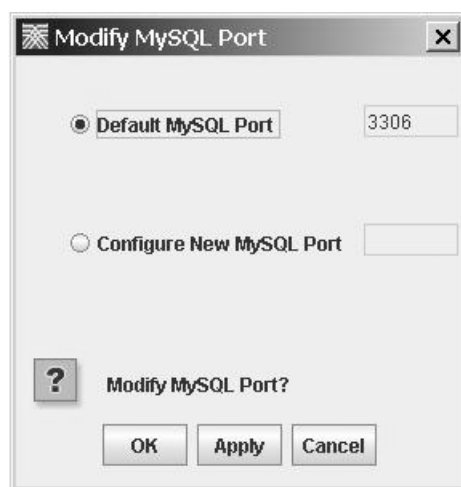 Modify MySQL Port
Default MySQL Port 3306
Configure New MySQL Port
Modify MySQL Port?
OK Apply Cancel